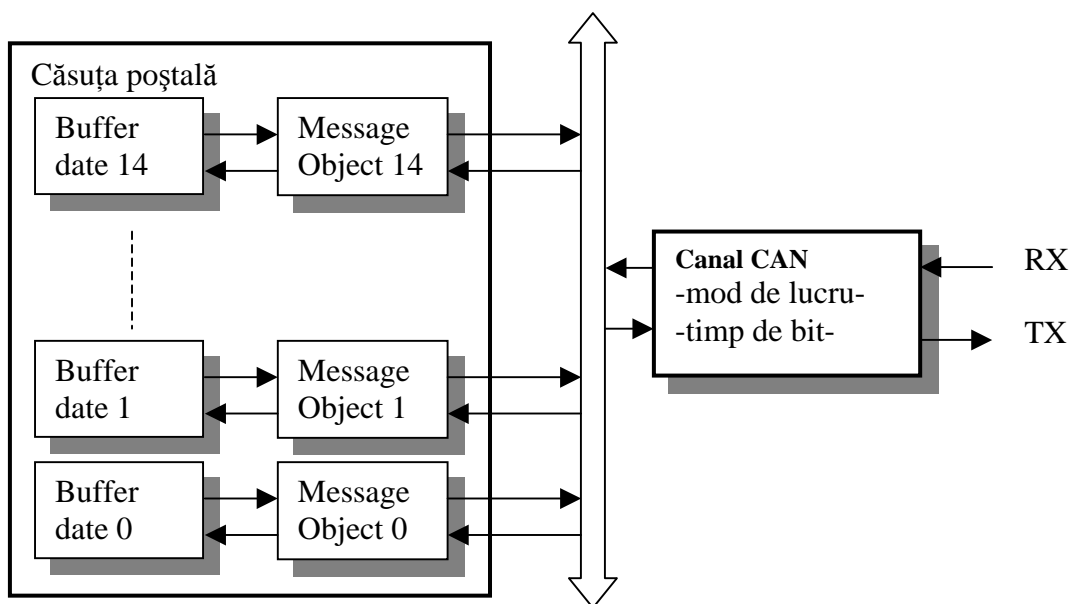 Căsuța poştală
Buffer
date 14
Message
Object 14
Canal CAN
-mod de lucru-
-timp de bit-
RX
TX
Buffer
date 1
Message
Object 1
Buffer
date 0
Message
Object 0